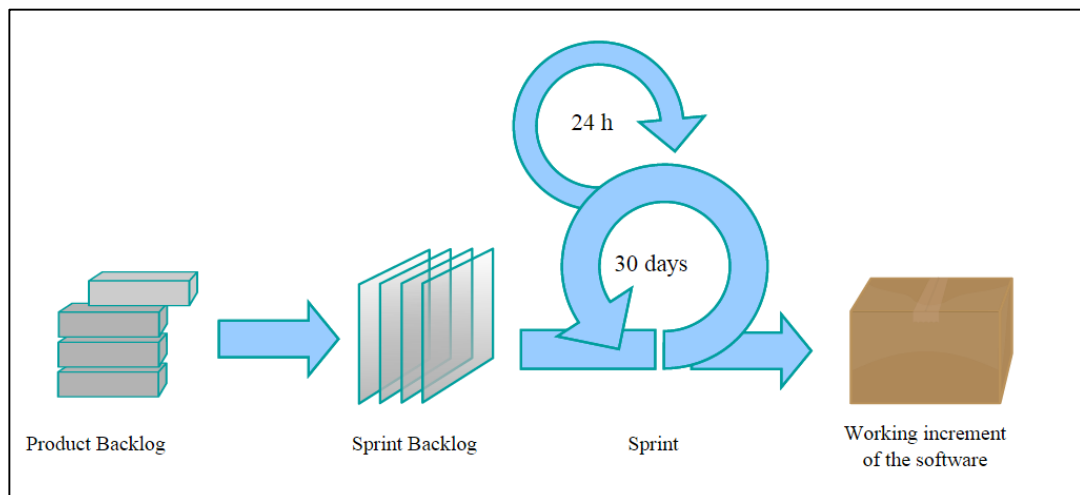 24 h
30 days
Product Backlog
Sprint Backlog
Sprint
Working increment
of the software